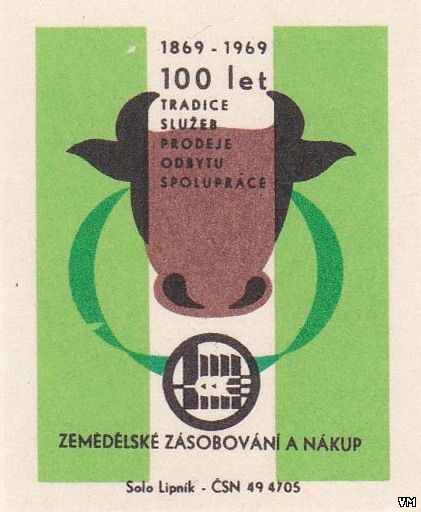 1869 - 1969
100 let
TRADICE
SLUŽEB
PRODEJE
ODBYTU
SPOLUPRÁCE
ZEMĚDĚLSKÉ ZÁSOBOVÁNÍ A NÁKUP
Solo Lipník - ČSN 49 4705
VM